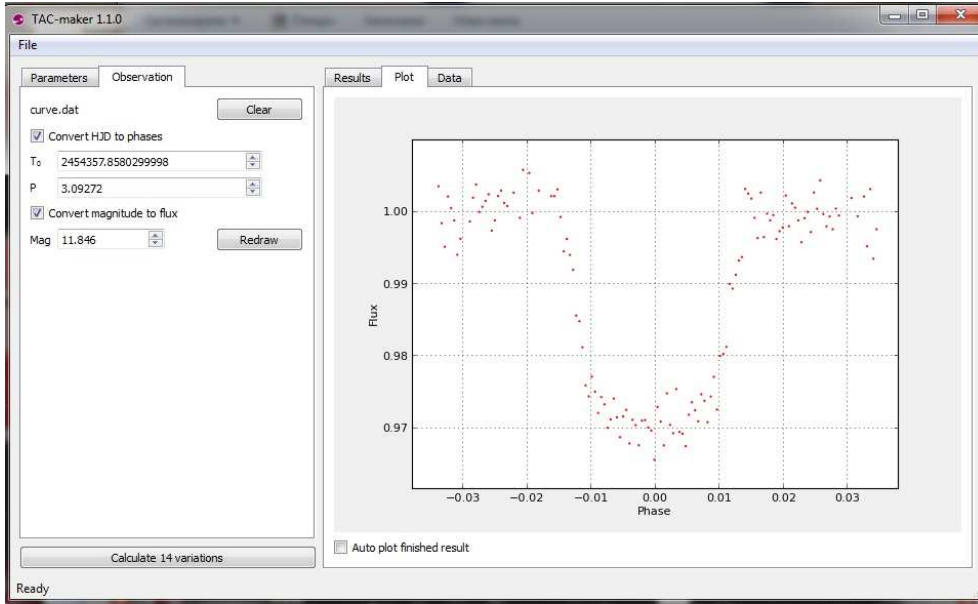 TAC-maker 1.1.0
File
Parameters
Observation
curve.dat
Clear
Convert HJD to phases
T₀ 2454357.8580299998
P 3.09272
Convert magnitude to flux
Mag 11.846
Redraw
Calculate 14 variations
Ready
Results
Plot
Data
1.00
0.99
0.98
0.97
Flux
−0.03 −0.02 −0.01 0.00 0.01 0.02 0.03
Phase
Auto plot finished result